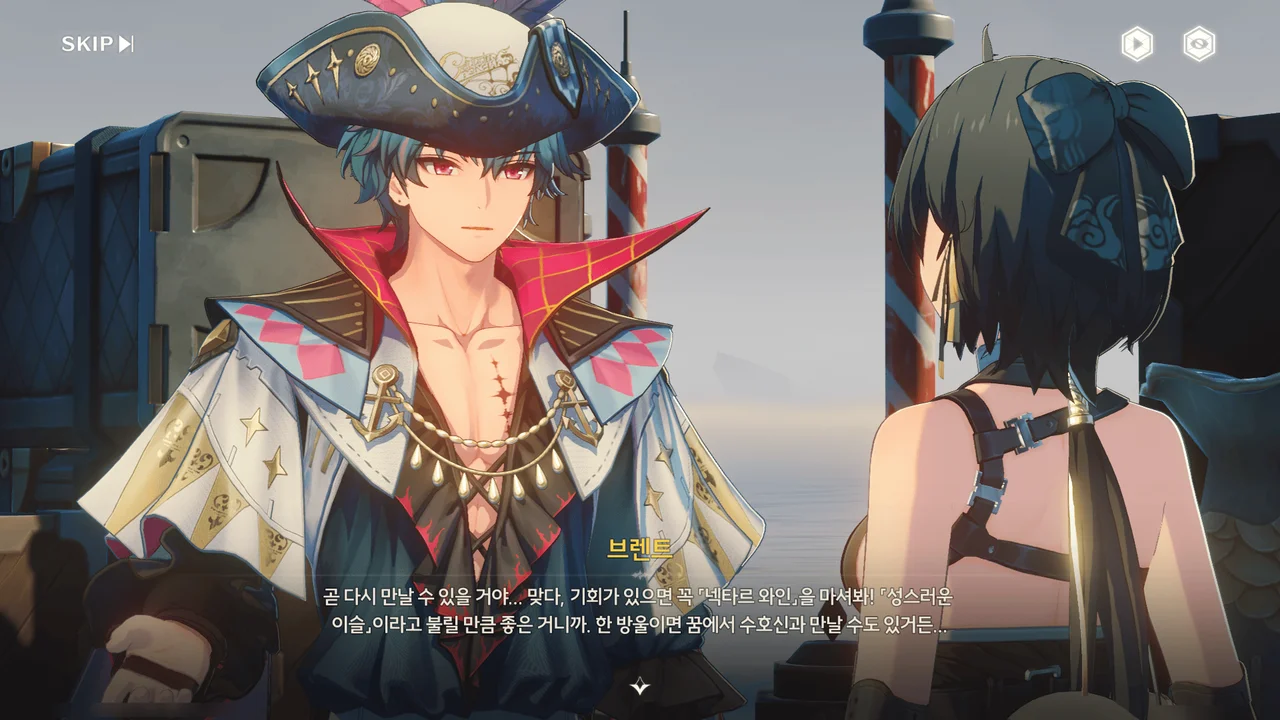 SKIP
브렌트
곧 다시 만날 수 있을 거야... 맞다, 기회가 있으면 꼭 「넥타르 와인」을 마셔봐! 「성스러운
이슬」이라고 불릴 만큼 좋은 거니까. 한 방울이면 꿈에서 수호신과 만날 수도 있거든...